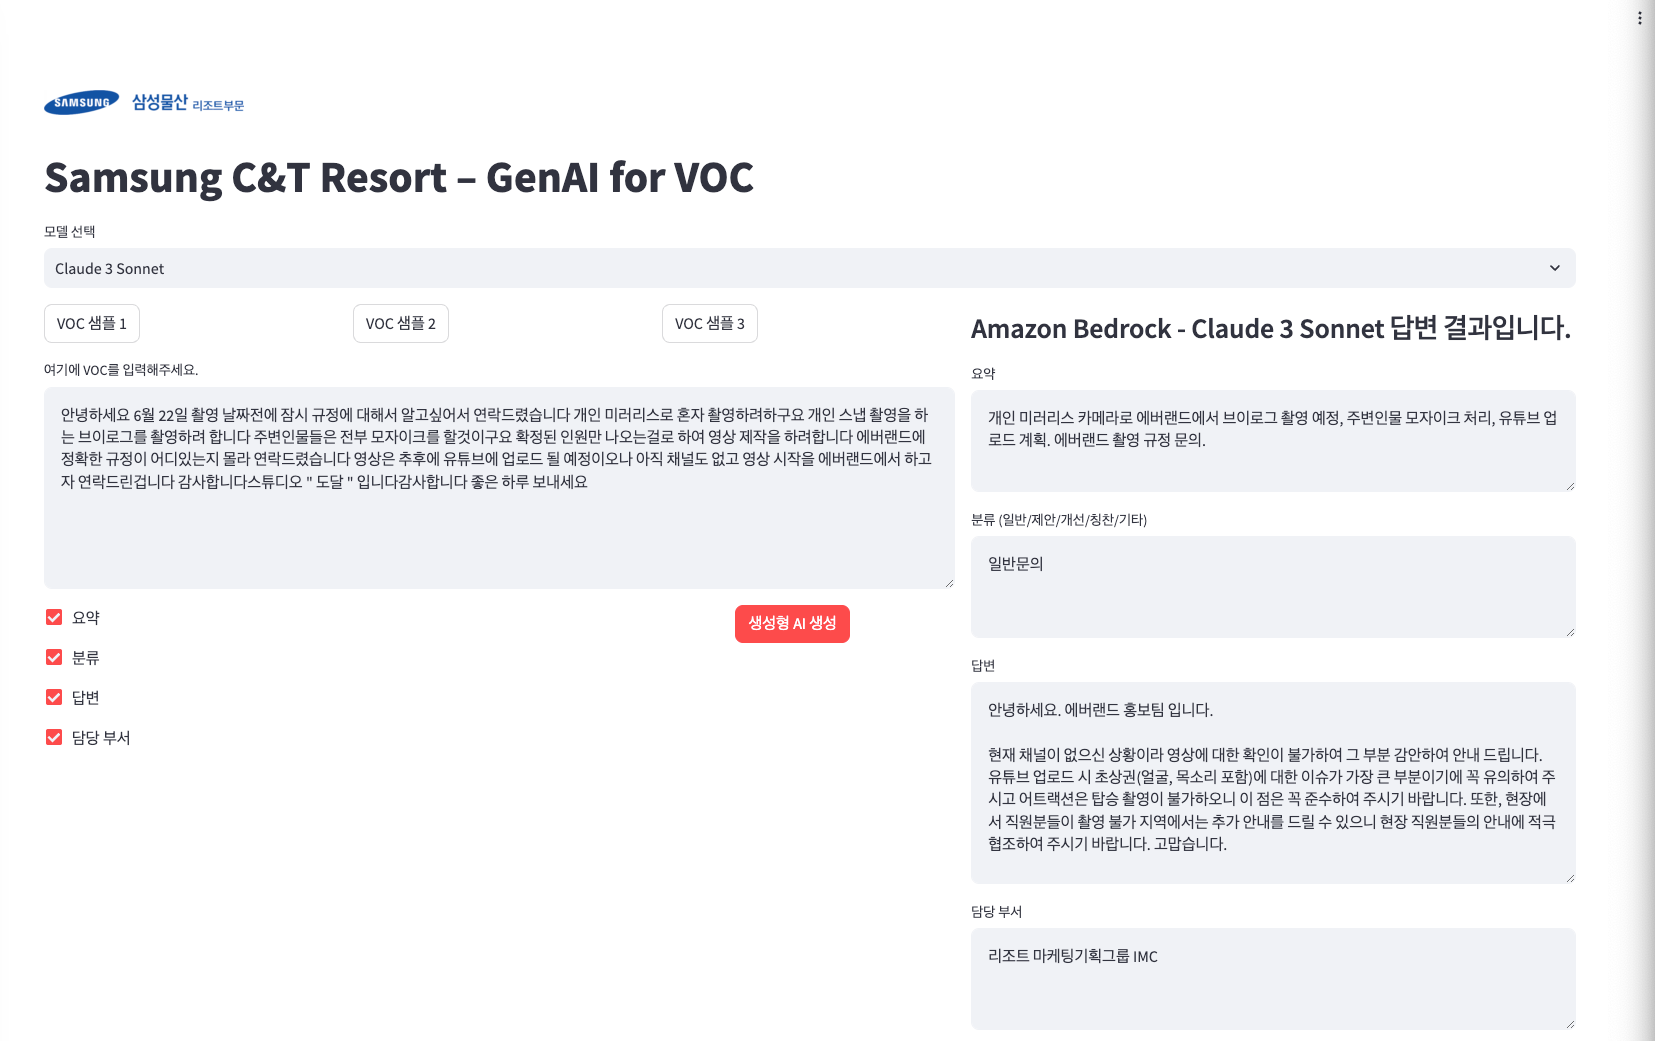 SAMSUNG 삼성물산 리조트부문
Samsung C&T Resort – GenAI for VOC
모델 선택
Claude 3 Sonnet
VOC 샘플 1
VOC 샘플 2
VOC 샘플 3
여기에 VOC를 입력해주세요.
안녕하세요 6월 22일 촬영 날짜전에 잠시 규정에 대해서 알고싶어서 연락드렸습니다 개인 미러리스로 혼자 촬영하려하구요 개인 스냅 촬영을 하
는 브이로그를 촬영하려 합니다 주변인물들은 전부 모자이크를 할것이구요 확정된 인원만 나오는걸로 하여 영상 제작을 하려합니다 에버랜드에
정확한 규정이 어디있는지 몰라 연락드렸습니다 영상은 추후에 유튜브에 업로드 될 예정이오나 아직 채널도 없고 영상 시작을 에버랜드에서 하고
자 연락드린겁니다 감사합니다스튜디오 " 도달 " 입니다감사합니다 좋은 하루 보내세요
요약
분류
답변
담당 부서
생성형 AI 생성
Amazon Bedrock - Claude 3 Sonnet 답변 결과입니다.
요약
개인 미러리스 카메라로 에버랜드에서 브이로그 촬영 예정, 주변인물 모자이크 처리, 유튜브 업
로드 계획. 에버랜드 촬영 규정 문의.
분류 (일반/제안/개선/칭찬/기타)
일반문의
답변
안녕하세요. 에버랜드 홍보팀 입니다.
현재 채널이 없으신 상황이라 영상에 대한 확인이 불가하여 그 부분 감안하여 안내 드립니다.
유튜브 업로드 시 초상권(얼굴, 목소리 포함)에 대한 이슈가 가장 큰 부분이기에 꼭 유의하여 주
시고 어트랙션은 탑승 촬영이 불가하오니 이 점은 꼭 준수하여 주시기 바랍니다. 또한, 현장에
서 직원분들이 촬영 불가 지역에서는 추가 안내를 드릴 수 있으니 현장 직원분들의 안내에 적극
협조하여 주시기 바랍니다. 고맙습니다.
담당 부서
리조트 마케팅기획그룹 IMC